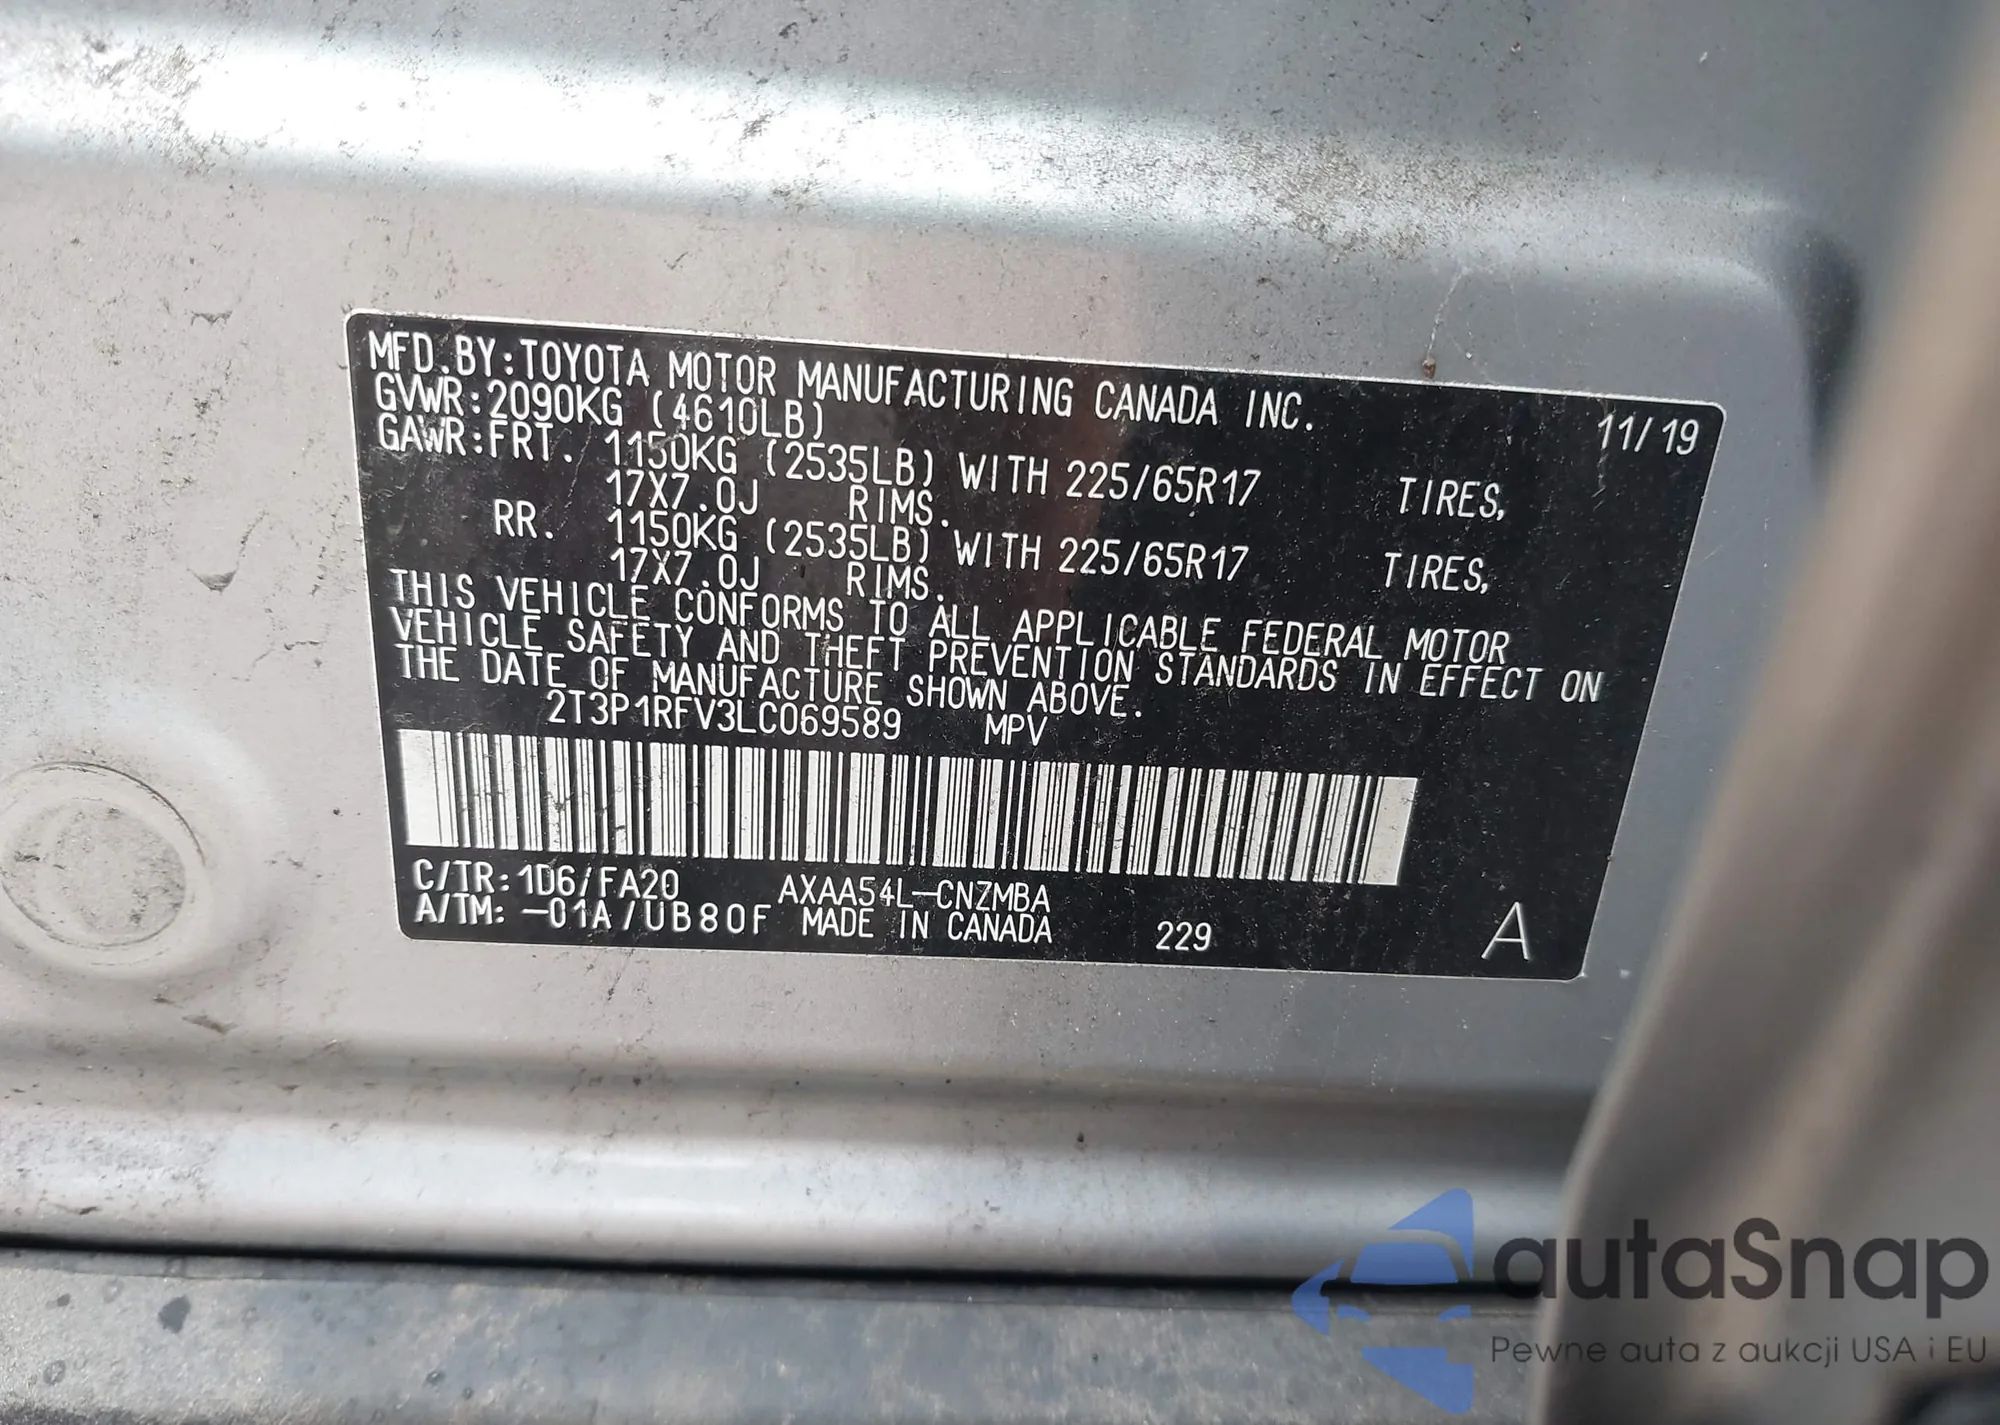 MFD.BY:TOYOTA MOTOR MANUFACTURING CANADA INC. 11/19
GVWR:2090KG (4610LB)
GAWR:FRT. 1150KG (2535LB) WITH 225/65R17 TIRES,
17X7.0J RIMS.
RR. 1150KG (2535LB) WITH 225/65R17 TIRES,
17X7.0J RIMS.
THIS VEHICLE CONFORMS TO ALL APPLICABLE FEDERAL MOTOR
VEHICLE SAFETY AND THEFT PREVENTION STANDARDS IN EFFECT ON
THE DATE OF MANUFACTURE SHOWN ABOVE.
2T3P1RFV3LC069589 MPV
C/TR:1D6/FA20 AXAA54L-CNZMBA
A/TM:-01A/UB80F MADE IN CANADA 229 A
autaSnap
Pewne auta z aukcji USA i EU